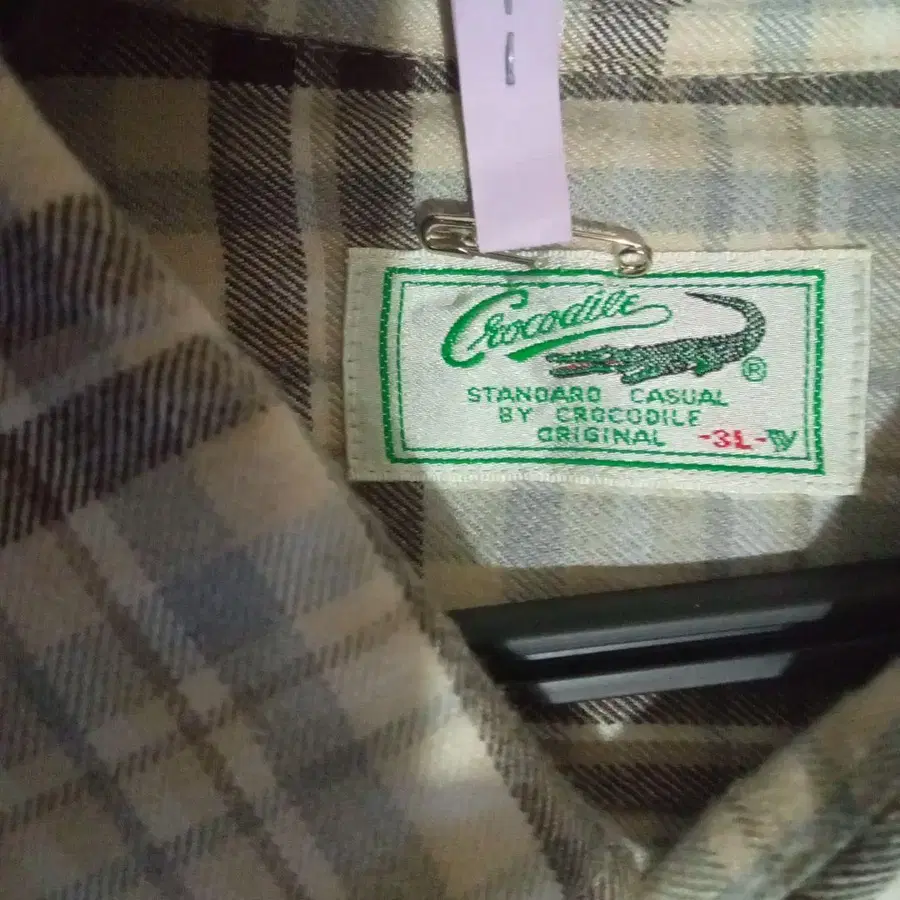 Crocodile
®
STANDARD CASUAL
BY CROCODILE
ORIGINAL -3L-W